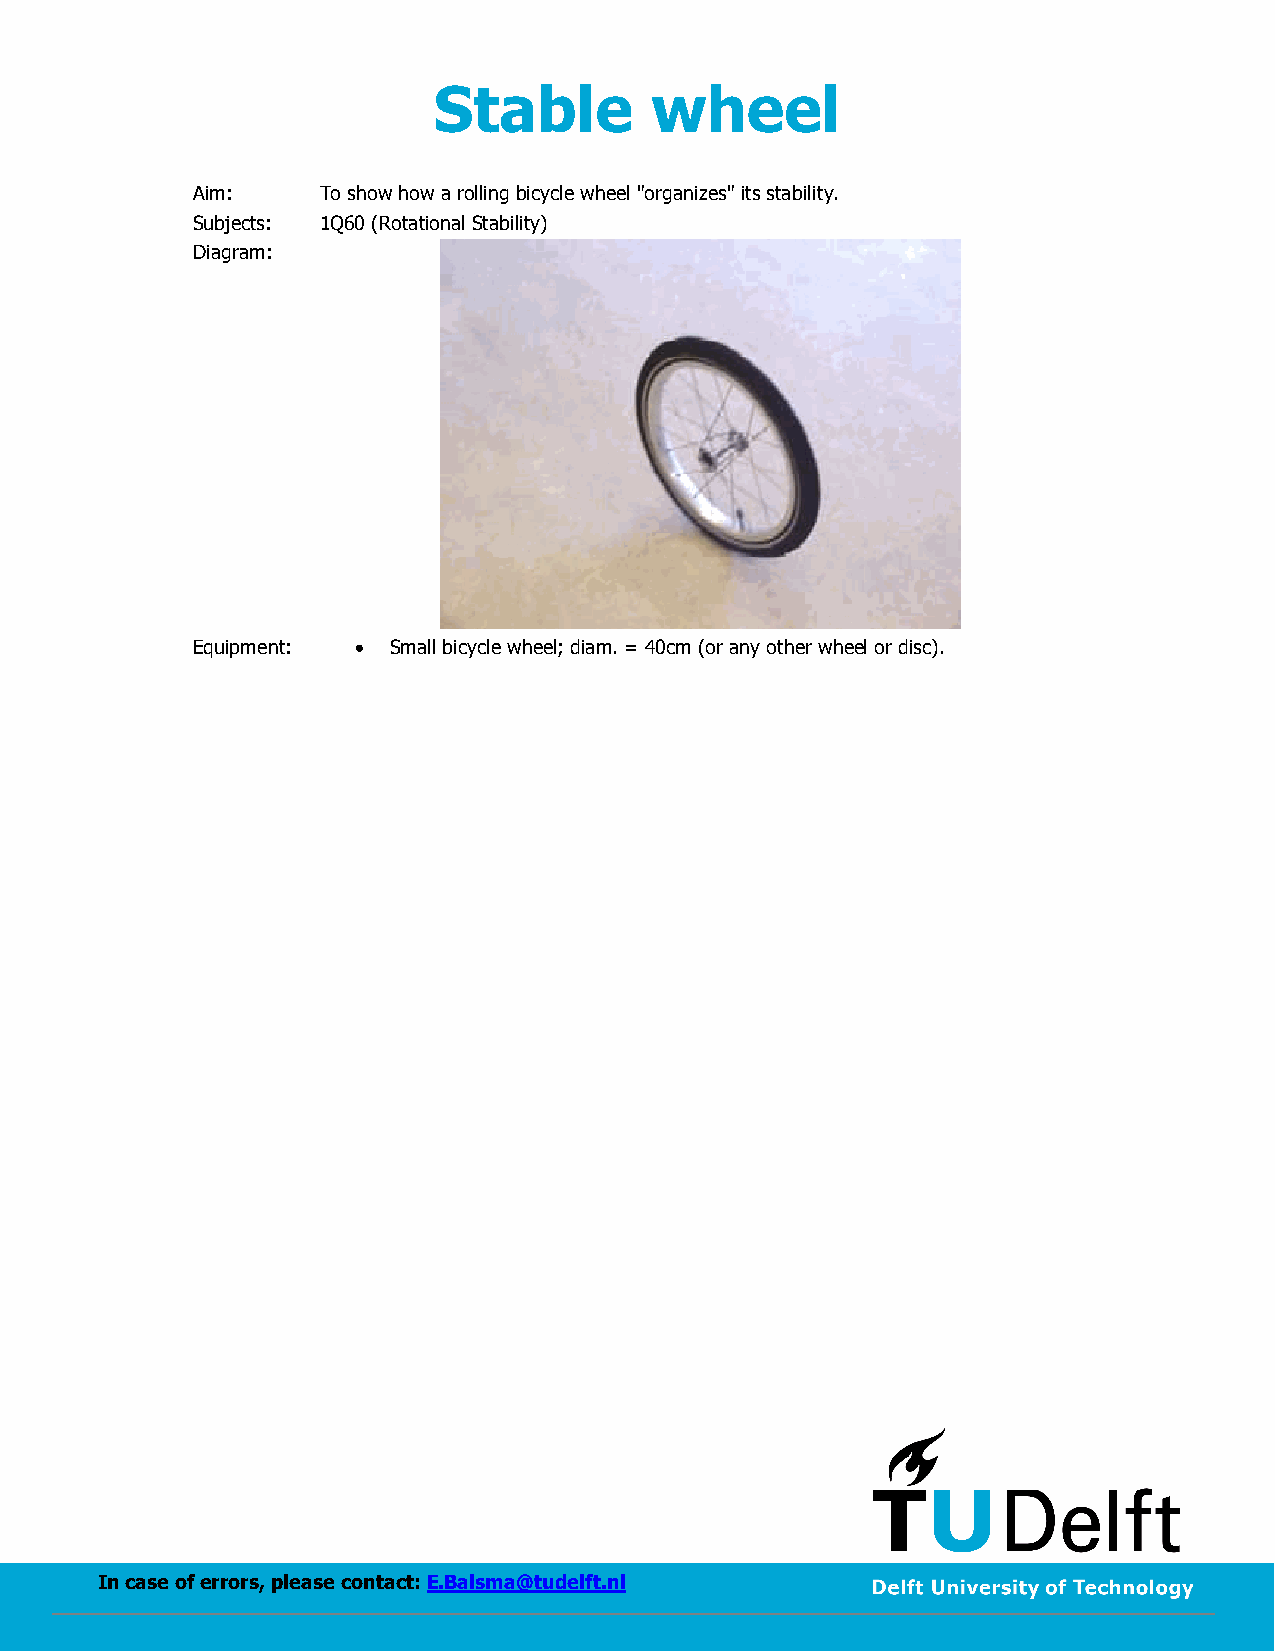 Stable wheel
Aim: To show how a rolling bicycle wheel "organizes" its stability.
Subjects: 1Q60 (Rotational Stability)
Diagram:
Equipment: • Small bicycle wheel; diam. = 40cm (or any other wheel or disc).
TUDelft
In case of errors, please contact: E.Balsma@tudelft.nl
Delft University of Technology